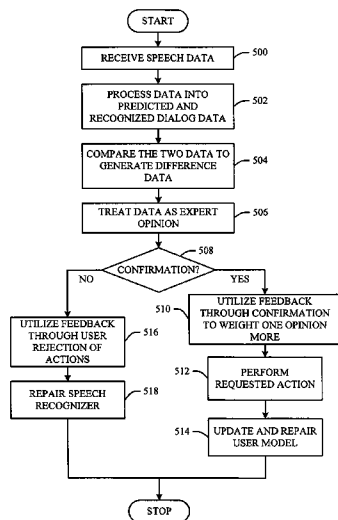 START
RECEIVE SPEECH DATA
500
PROCESS DATA INTO
PREDICTED AND
RECOGNIZED DIALOG DATA
502
COMPARE THE TWO DATA TO
GENERATE DIFFERENCE
DATA
504
TREAT DATA AS EXPERT
OPINION
506
508
CONFIRMATION?
NO
YES
UTILIZE FEEDBACK
THROUGH USER
REJECTION OF
ACTIONS
516
510
UTILIZE FEEDBACK
THROUGH CONFIRMATION
TO WEIGHT ONE OPINION
MORE
REPAIR SPEECH
RECOGNIZER
518
512
PERFORM
REQUESTED ACTION
514
UPDATE AND REPAIR
USER MODEL
STOP